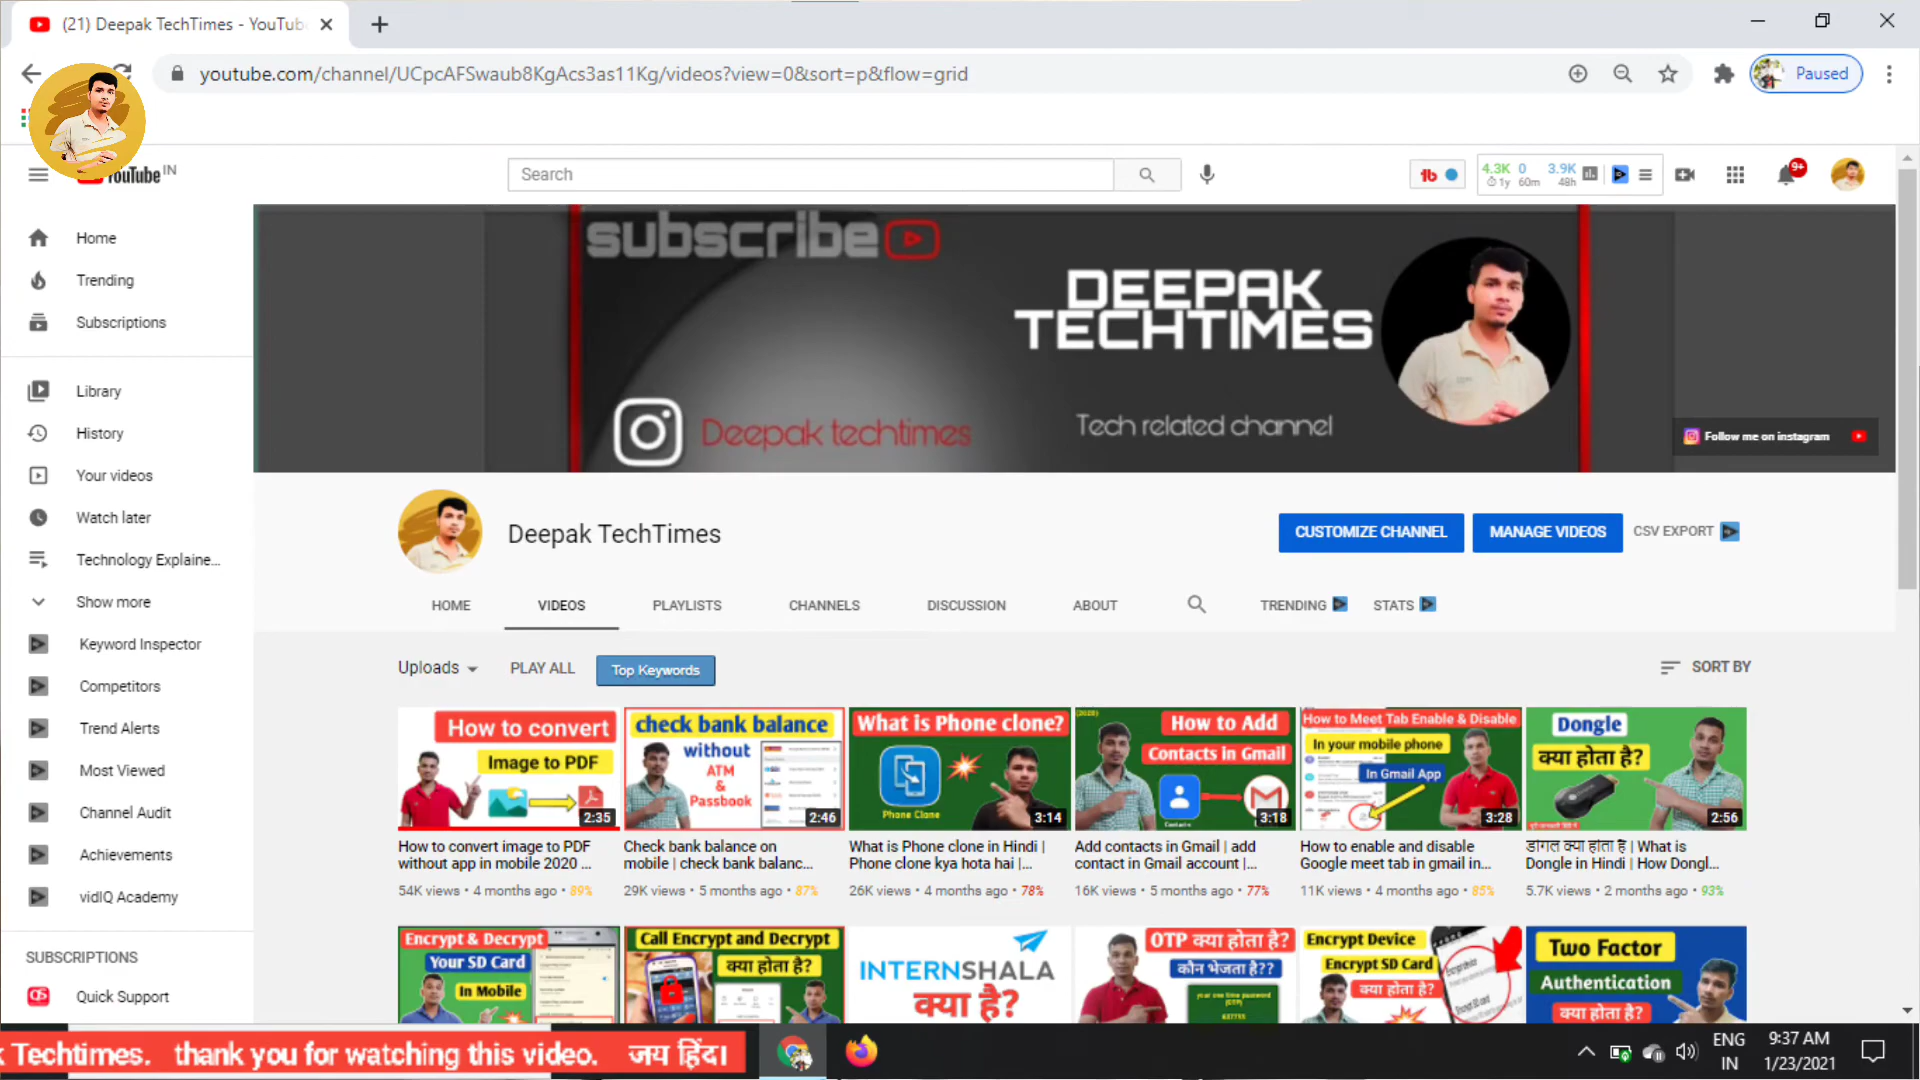 (21) Deepak TechTimes - YouTube
youtube.com/channel/UCpcAFSwaub8KgAcs3as11Kg/videos?view=0&sort=p&flow=grid
Paused
YouTube IN
Search
4.3K 0 3.9K
1y 60m 48h
9+
Home
Trending
Subscriptions
Library
History
Your videos
Watch later
Technology Explaine...
Show more
Keyword Inspector
Competitors
Trend Alerts
Most Viewed
Channel Audit
Achievements
vidIQ Academy
SUBSCRIPTIONS
Quick Support
subscribe
DEEPAK
TECHTIMES
Deepak techtimes
Tech related channel
Follow me on instagram
Deepak TechTimes
CUSTOMIZE CHANNEL
MANAGE VIDEOS
CSV EXPORT
HOME VIDEOS PLAYLISTS CHANNELS DISCUSSION ABOUT TRENDING STATS
Uploads PLAY ALL Top Keywords SORT BY
How to convert
Image to PDF
2:35
check bank balance
without
ATM
&
Passbook
2:46
What is Phone clone?
Phone Clone
3:14
(2020)
How to Add
Contacts in Gmail
Contacts
3:18
How to Meet Tab Enable & Disable
In your mobile phone
In Gmail App
3:28
Dongle
क्या होता है?
2:56
How to convert image to PDF
without app in mobile 2020 ...
54K views • 4 months ago • 89%
Check bank balance on
mobile | check bank balanc...
29K views • 5 months ago • 87%
What is Phone clone in Hindi |
Phone clone kya hota hai |...
26K views • 4 months ago • 78%
Add contacts in Gmail | add
contact in Gmail account |...
16K views • 5 months ago • 77%
How to enable and disable
Google meet tab in gmail in...
11K views • 4 months ago • 85%
डोंगल क्या होता है | What is
Dongle in Hindi | How Dongl...
5.7K views • 2 months ago • 93%
Encrypt & Decrypt
Your SD Card
In Mobile
Call Encrypt and Decrypt
क्या होता है?
INTERNSHALA
क्या है?
OTP क्या होता है?
कौन भेजता है??
your one time password
(OTP)
Encrypt Device
Encrypt SD Card
क्या होता है?
Two Factor
Authentication
क्या होता है?
k Techtimes. thank you for watching this video. जय हिंद।
ENG
IN
9:37 AM
1/23/2021